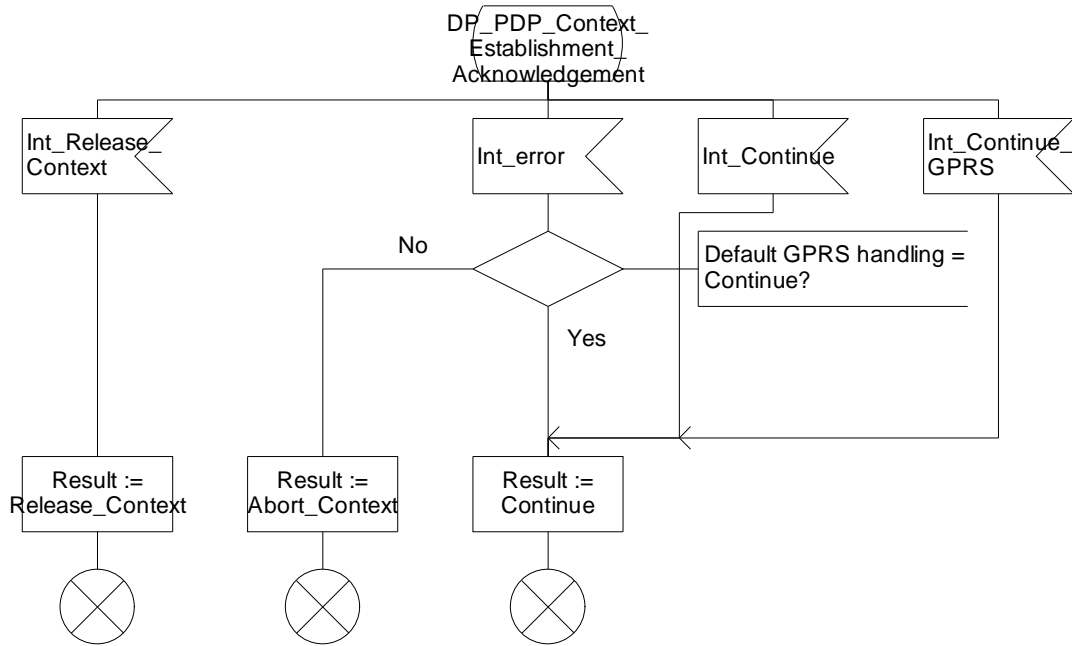 DP_PDP_Context_
Establishment_
Acknowledgement
Int_Release_
Context
Int_error
Int_Continue
Int_Continue_
GPRS
No
Default GPRS handling =
Continue?
Yes
Result :=
Release_Context
Result :=
Abort_Context
Result :=
Continue